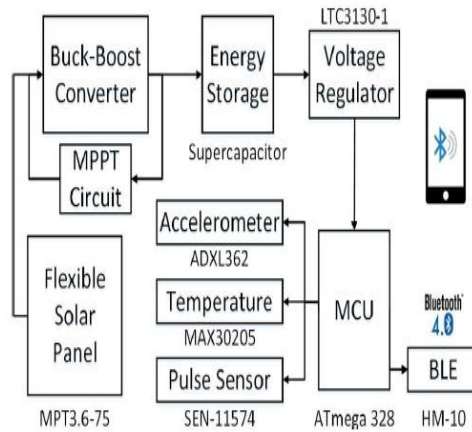 LTC3130-1
Buck-Boost
Converter
Energy
Storage
Voltage
Regulator
Supercapacitor
MPPT
Circuit
Accelerometer
ADXL362
Flexible
Solar
Panel
Temperature
MAX30205
MCU
Bluetooth
4.0
Pulse Sensor
BLE
MPT3.6-75
SEN-11574
ATmega 328
HM-10